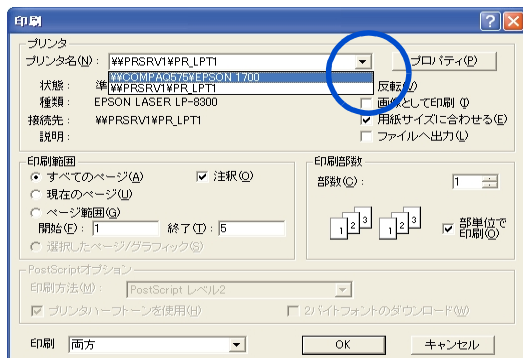 印刷
プリンタ
プリンタ名(N): ¥¥PRSRV1¥PR_LPT1 プロパティ(P)
¥¥COMPAQ575¥EPSON 1700
状態: 準 ¥¥PRSRV1¥PR_LPT1 反転(V)
種類: EPSON LASER LP-8300 画像として印刷(I)
接続先: ¥¥PRSRV1¥PR_LPT1 用紙サイズに合わせる(E)
説明: ファイルへ出力(L)
印刷範囲 印刷部数
すべてのページ(A) 注釈(O) 部数(C): 1
現在のページ(U)
ページ範囲(G)
開始(F): 1 終了(T): 5 1 2 3 1 2 3 部単位で印刷(O)
選択したページ/グラフィック(S)
PostScriptオプション
印刷方法(M): PostScript レベル2
プリンタハーフトーンを使用(H) 2バイトフォントのダウンロード(W)
印刷 両方 OK キャンセル